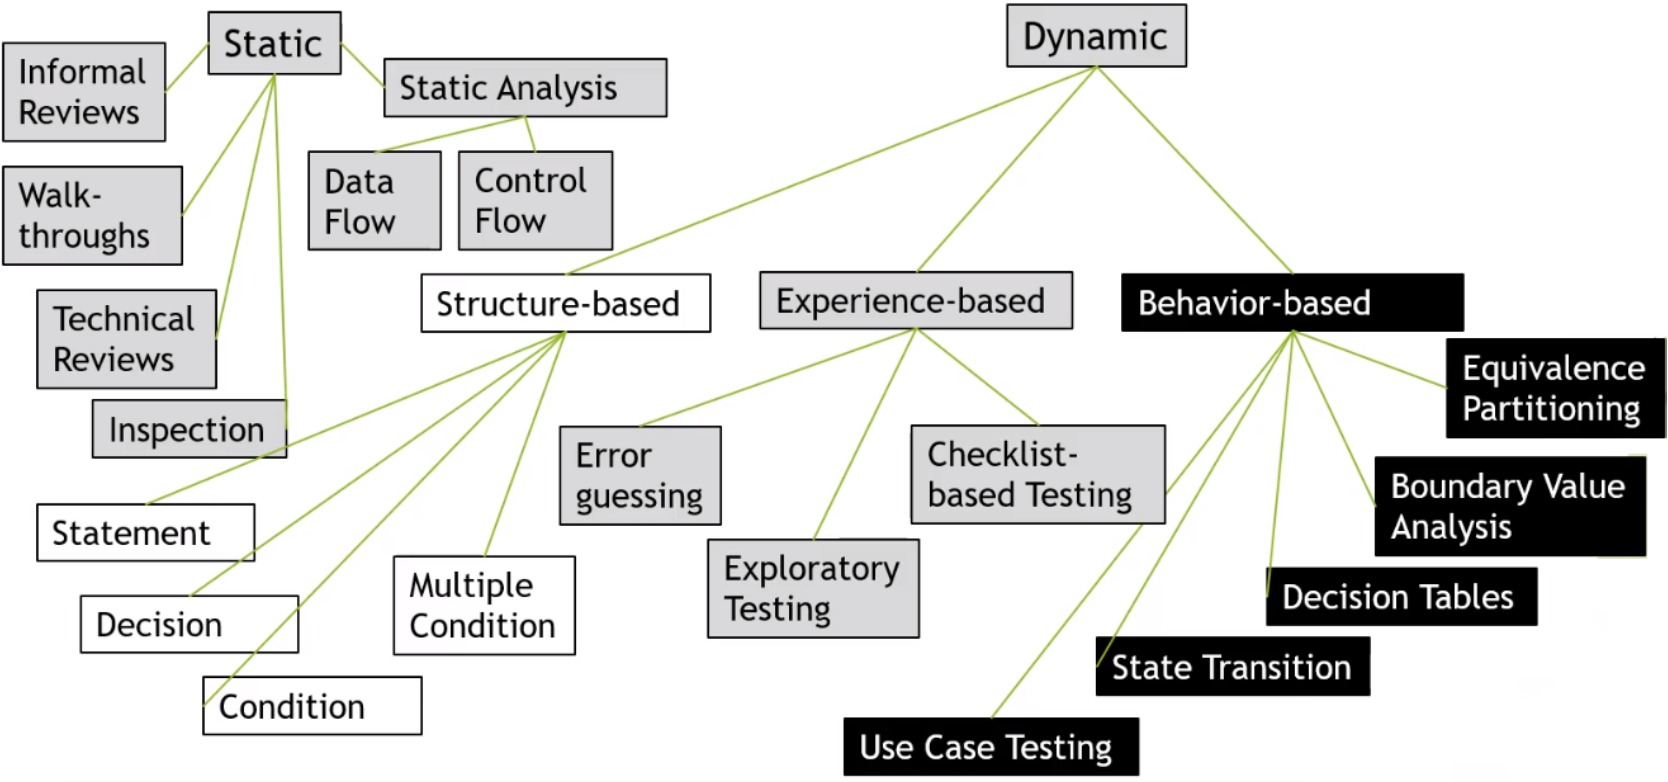 Static
Dynamic
Informal
Reviews
Static Analysis
Walk-
throughs
Data
Flow
Control
Flow
Technical
Reviews
Inspection
Structure-based
Experience-based
Behavior-based
Statement
Decision
Condition
Multiple
Condition
Error
guessing
Exploratory
Testing
Checklist-
based Testing
Equivalence
Partitioning
Boundary Value
Analysis
Decision Tables
State Transition
Use Case Testing